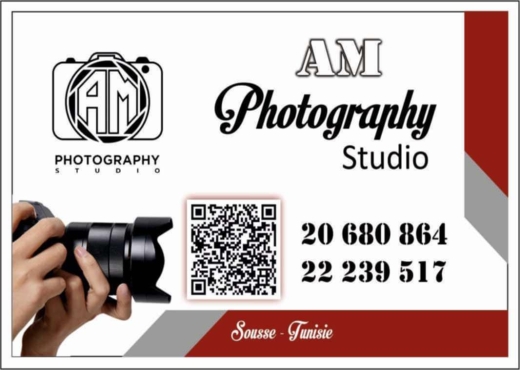 AM
PHOTOGRAPHY
STUDIO
AM
Photography
Studio
20 680 864
22 239 517
Sousse - Tunisie